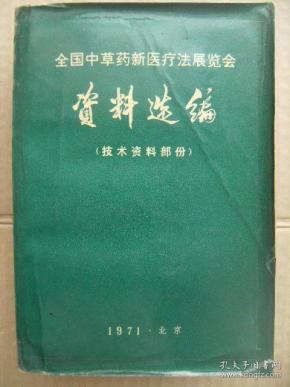 全国中草药新医疗法展览会
资料选编
（技术资料部份）
1971·北京
孔夫子旧书网